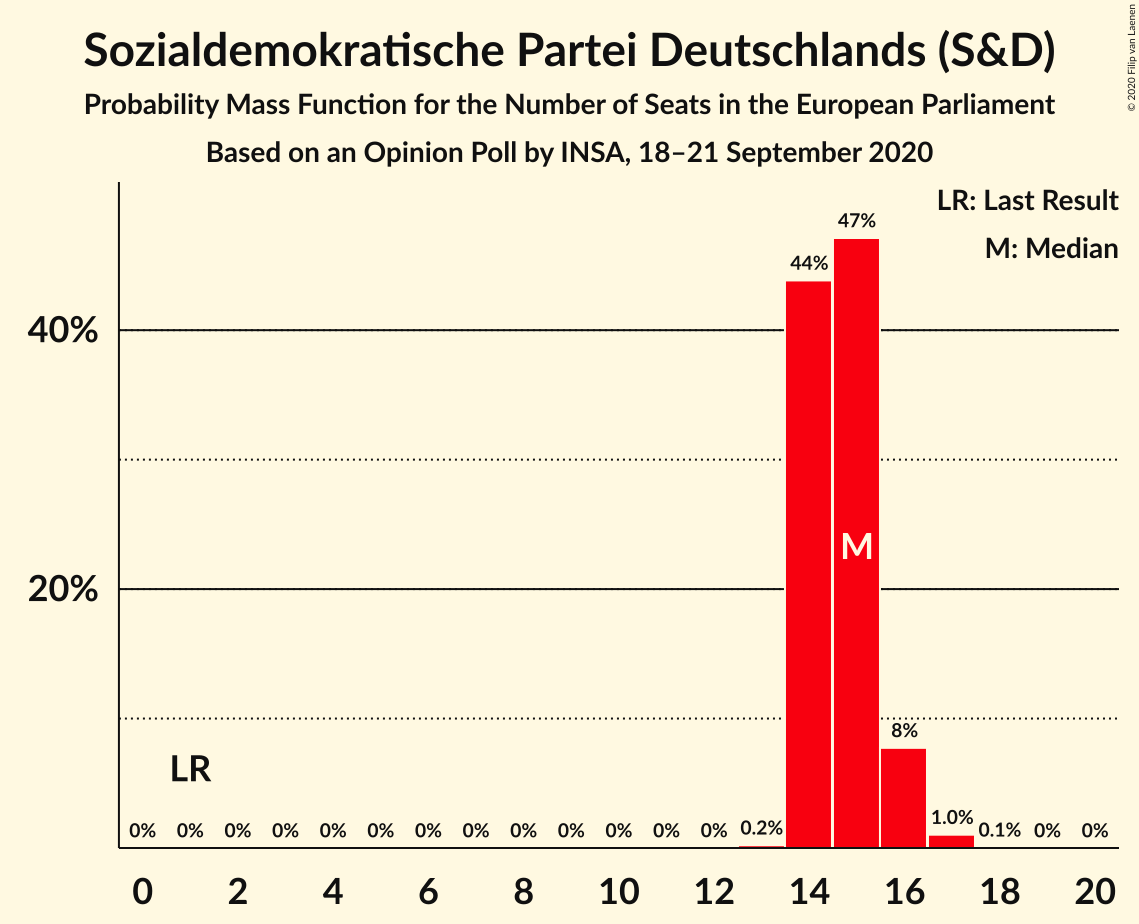 Sozialdemokratische Partei Deutschlands (S&D)
Probability Mass Function for the Number of Seats in the European Parliament
Based on an Opinion Poll by INSA, 18–21 September 2020
© 2020 Filip van Laenen
LR: Last Result
M: Median
47%
44%
40%
M
20%
8%
LR
0% 0% 0% 0% 0% 0% 0% 0% 0% 0% 0% 0% 0% 0.2% 1.0% 0.1% 0% 0%
0 2 4 6 8 10 12 14 16 18 20